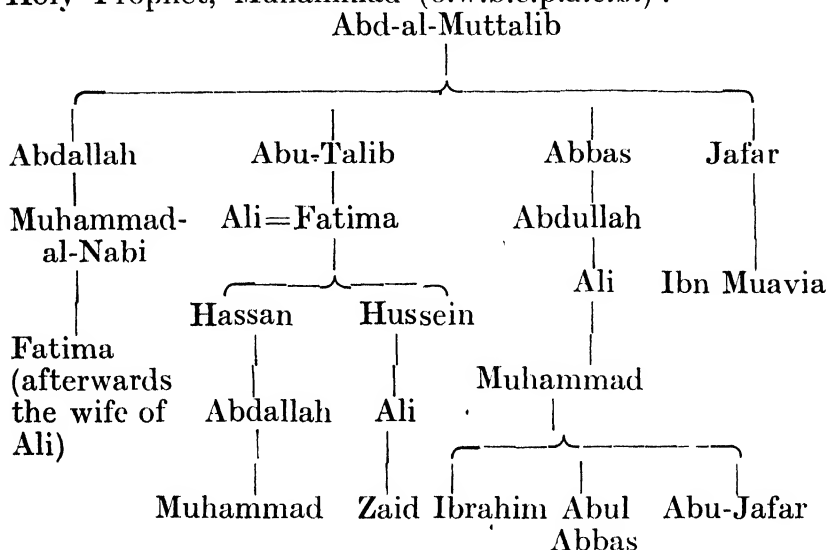 Holy Prophet, Muhammad
Abd-al-Muttalib
Abdallah Abu-Talib Abbas Jafar
Muhammad- Ali=Fatima Abdullah
al-Nabi
Ali Ibn Muavia
Hassan Hussein
Fatima
(afterwards Muhammad
the wife of Abdallah Ali
Ali)
Muhammad Zaid Ibrahim Abul Abu-Jafar
Abbas